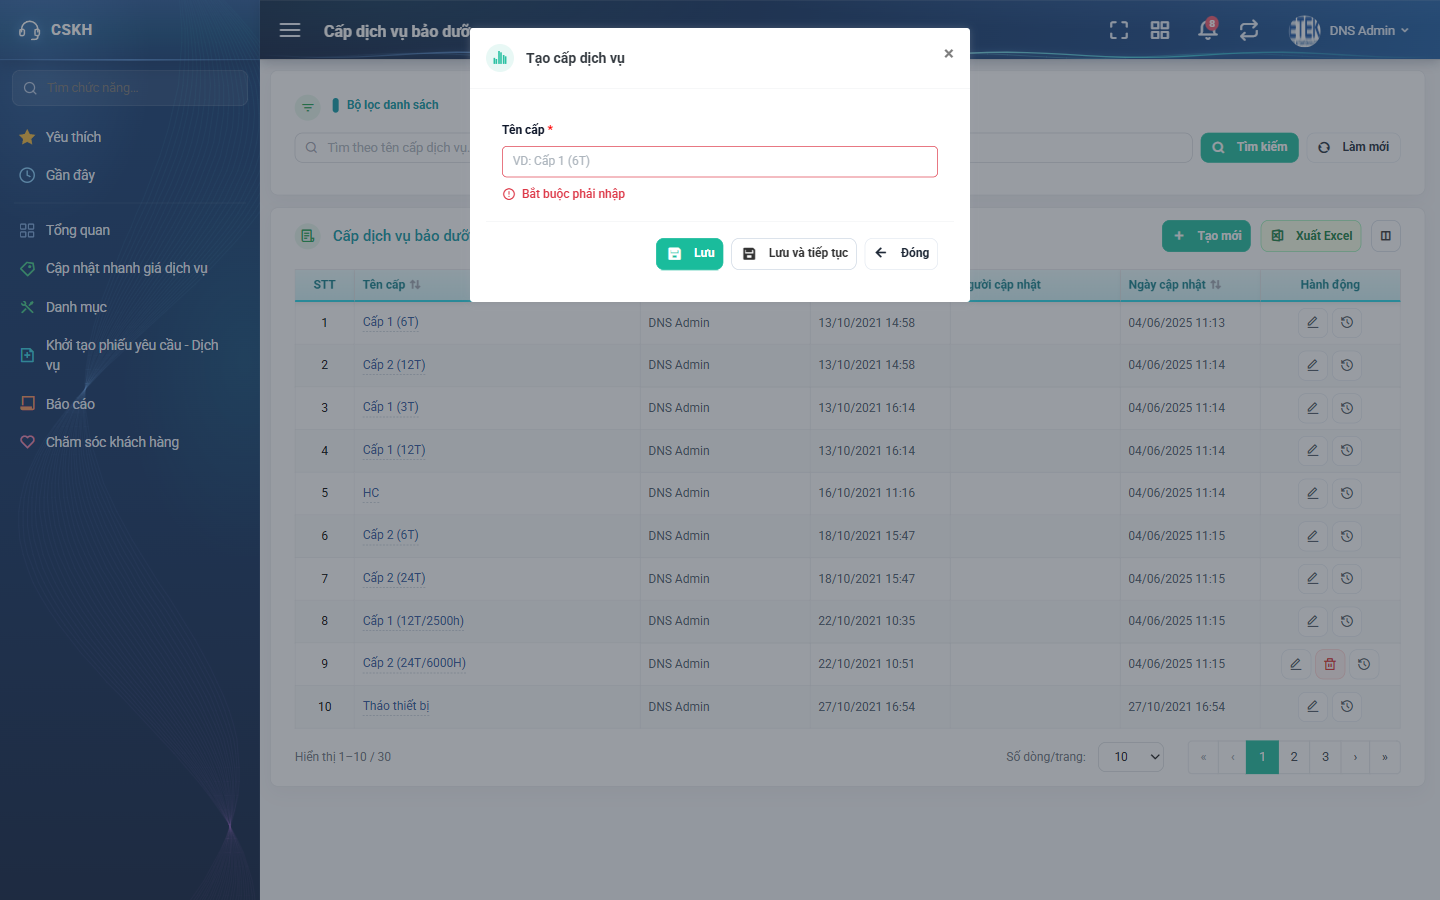 CSKH
Cấp dịch vụ bảo dưỡ
8
DNS Admin
Tìm chức năng...
Yêu thích
Gần đây
Tổng quan
Cập nhật nhanh giá dịch vụ
Danh mục
Khởi tạo phiếu yêu cầu - Dịch
vụ
Báo cáo
Chăm sóc khách hàng
Tạo cấp dịch vụ
×
Tên cấp *
VD: Cấp 1 (6T)
Bắt buộc phải nhập
Lưu
Lưu và tiếp tục
Đóng
Bộ lọc danh sách
Tìm theo tên cấp dịch vụ.
Tìm kiếm
Làm mới
Cấp dịch vụ bảo dưỡ
Tạo mới
Xuất Excel
STT Tên cấp gười cập nhật Ngày cập nhật Hành động
1 Cấp 1 (6T) DNS Admin 13/10/2021 14:58 04/06/2025 11:13
2 Cấp 2 (12T) DNS Admin 13/10/2021 14:58 04/06/2025 11:14
3 Cấp 1 (3T) DNS Admin 13/10/2021 16:14 04/06/2025 11:14
4 Cấp 1 (12T) DNS Admin 13/10/2021 16:14 04/06/2025 11:14
5 HC DNS Admin 16/10/2021 11:16 04/06/2025 11:14
6 Cấp 2 (6T) DNS Admin 18/10/2021 15:47 04/06/2025 11:15
7 Cấp 2 (24T) DNS Admin 18/10/2021 15:47 04/06/2025 11:15
8 Cấp 1 (12T/2500h) DNS Admin 22/10/2021 10:35 04/06/2025 11:15
9 Cấp 2 (24T/6000H) DNS Admin 22/10/2021 10:51 04/06/2025 11:15
10 Tháo thiết bị DNS Admin 27/10/2021 16:54 27/10/2021 16:54
Hiển thị 1–10 / 30
Số dòng/trang: 10
« ‹ 1 2 3 › »